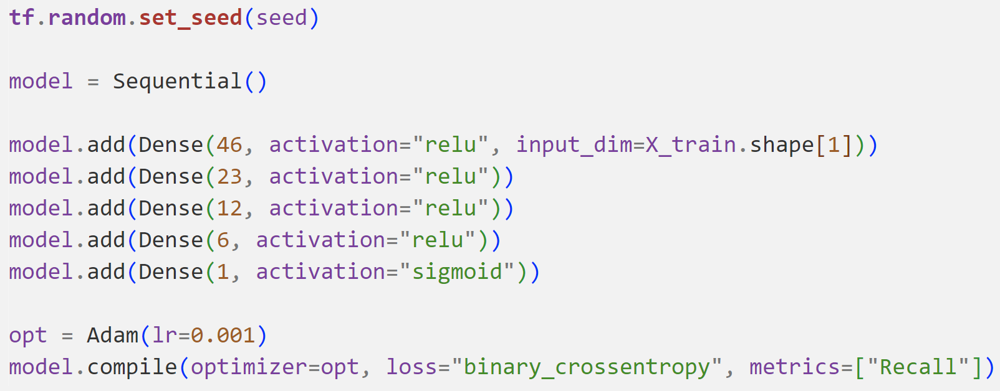 tf.random.set_seed(seed)
model = Sequential()
model.add(Dense(46, activation="relu", input_dim=X_train.shape[1]))
model.add(Dense(23, activation="relu"))
model.add(Dense(12, activation="relu"))
model.add(Dense(6, activation="relu"))
model.add(Dense(1, activation="sigmoid"))
opt = Adam(lr=0.001)
model.compile(optimizer=opt, loss="binary_crossentropy", metrics=["Recall"])